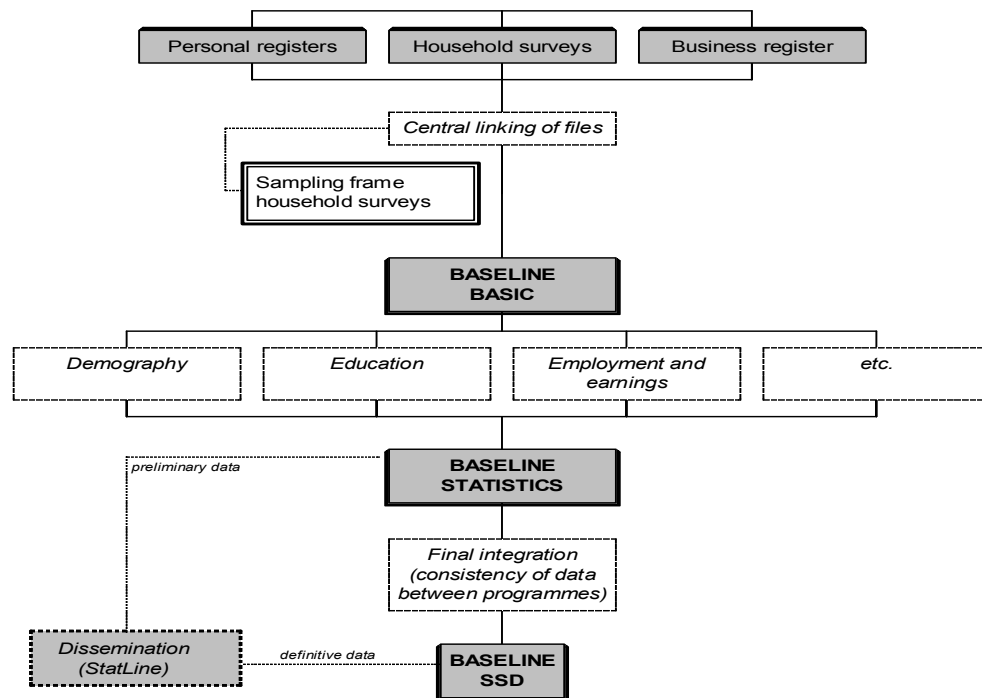 Personal registers
Household surveys
Business register
Central linking of files
Sampling frame
household surveys
BASELINE
BASIC
Demography
Education
Employment and
earnings
etc.
preliminary data
BASELINE
STATISTICS
Final integration
(consistency of data
between programmes)
Dissemination
(StatLine)
definitive data
BASELINE
SSD